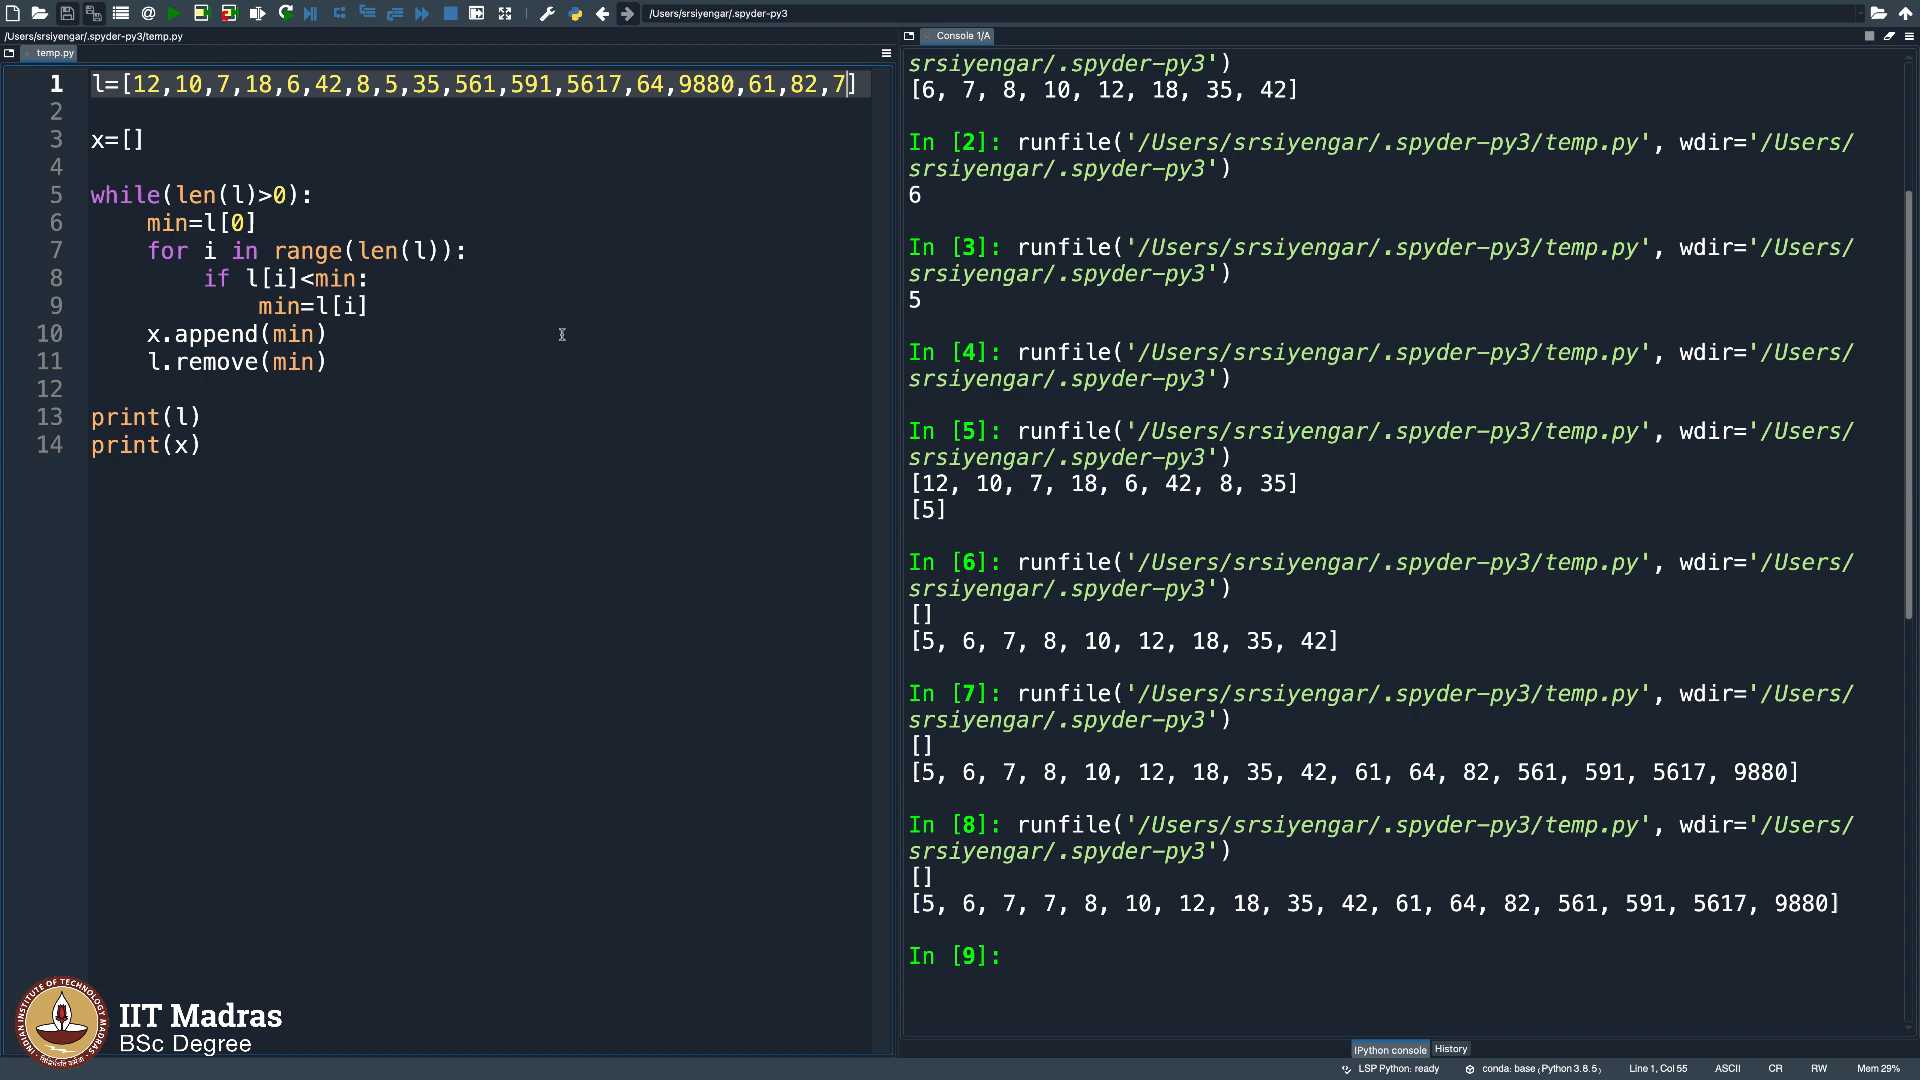 /Users/srsiyengar/.spyder-py3
/Users/srsiyengar/.spyder-py3/temp.py
temp.py
1 l=[12,10,7,18,6,42,8,5,35,561,591,5617,64,9880,61,82,7]
2
3 x=[]
4
5 while(len(l)>0):
6 min=l[0]
7 for i in range(len(l)):
8 if l[i]<min:
9 min=l[i]
10 x.append(min)
11 l.remove(min)
12
13 print(l)
14 print(x)
IIT Madras
BSc Degree
Console 1/A
srsiyengar/.spyder-py3')
[6, 7, 8, 10, 12, 18, 35, 42]
In [2]: runfile('/Users/srsiyengar/.spyder-py3/temp.py', wdir='/Users/
srsiyengar/.spyder-py3')
6
In [3]: runfile('/Users/srsiyengar/.spyder-py3/temp.py', wdir='/Users/
srsiyengar/.spyder-py3')
5
In [4]: runfile('/Users/srsiyengar/.spyder-py3/temp.py', wdir='/Users/
srsiyengar/.spyder-py3')
In [5]: runfile('/Users/srsiyengar/.spyder-py3/temp.py', wdir='/Users/
srsiyengar/.spyder-py3')
[12, 10, 7, 18, 6, 42, 8, 35]
[5]
In [6]: runfile('/Users/srsiyengar/.spyder-py3/temp.py', wdir='/Users/
srsiyengar/.spyder-py3')
[]
[5, 6, 7, 8, 10, 12, 18, 35, 42]
In [7]: runfile('/Users/srsiyengar/.spyder-py3/temp.py', wdir='/Users/
srsiyengar/.spyder-py3')
[]
[5, 6, 7, 8, 10, 12, 18, 35, 42, 61, 64, 82, 561, 591, 5617, 9880]
In [8]: runfile('/Users/srsiyengar/.spyder-py3/temp.py', wdir='/Users/
srsiyengar/.spyder-py3')
[]
[5, 6, 7, 7, 8, 10, 12, 18, 35, 42, 61, 64, 82, 561, 591, 5617, 9880]
In [9]:
IPython console History
LSP Python: ready conda: base (Python 3.8.5) Line 1, Col 55 ASCII CR RW Mem 29%